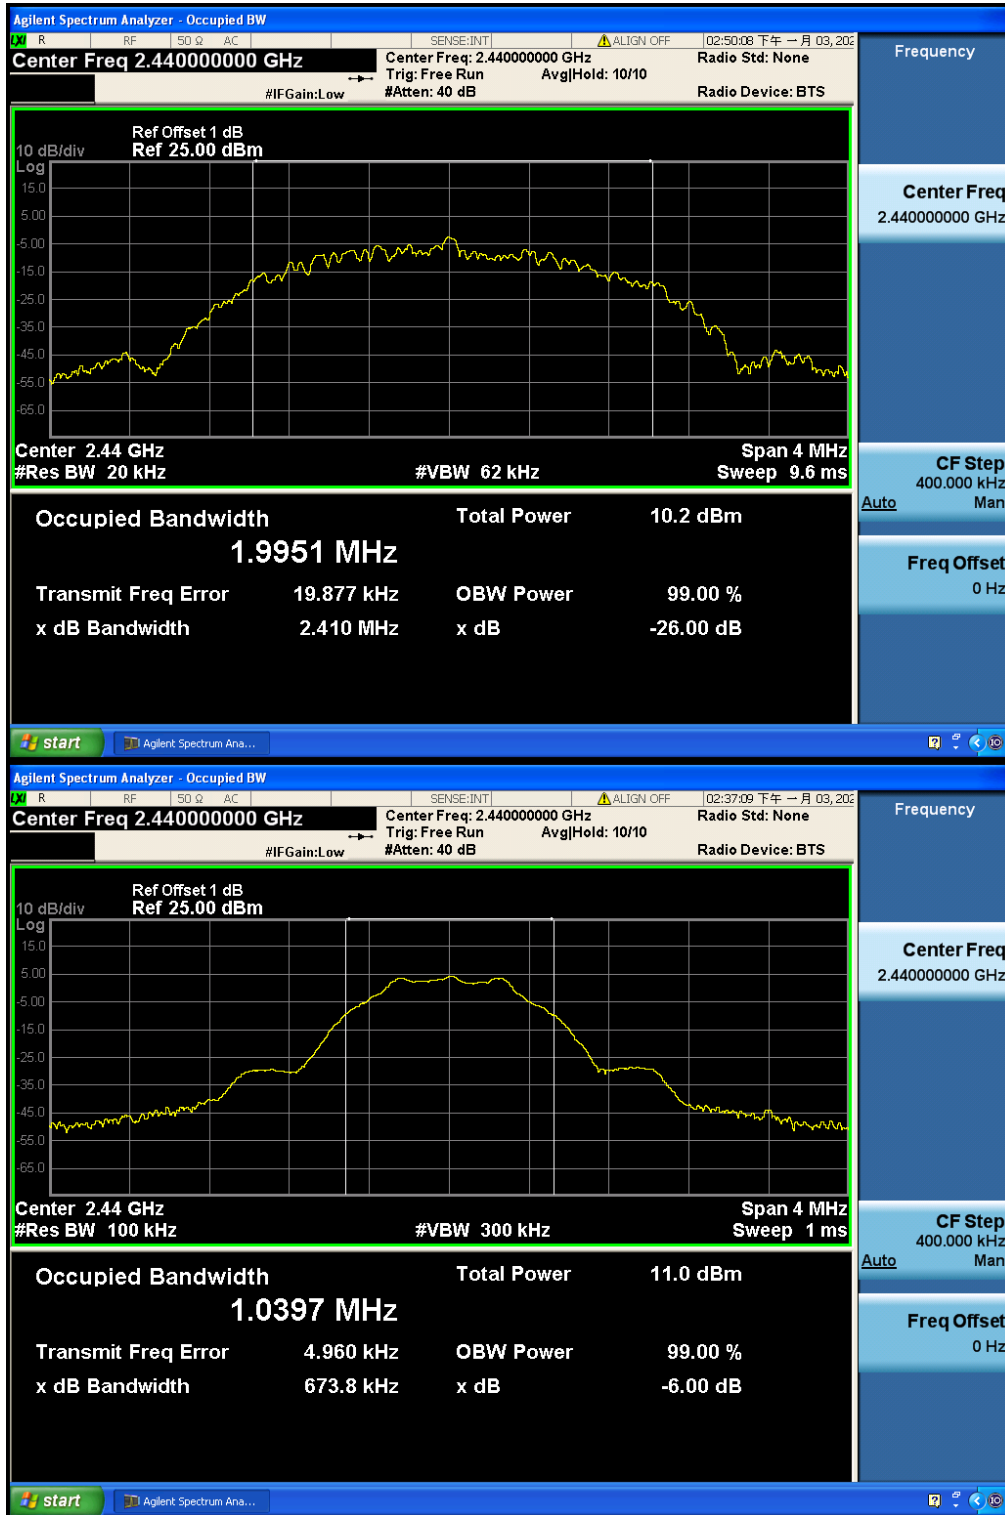 Agilent Spectrum Analyzer - Occupied BW
LXI R RF 50 Ω AC SENSE:INT ALIGN OFF 02:50:08 下午 一月 03, 202
Center Freq 2.440000000 GHz
Center Freq: 2.440000000 GHz
Radio Std: None
Trig: Free Run Avg|Hold: 10/10
#IFGain:Low #Atten: 40 dB Radio Device: BTS
Frequency
Ref Offset 1 dB
10 dB/div Ref 25.00 dBm
Log
15.0
5.00
-5.00
-15.0
-25.0
-35.0
-45.0
-55.0
-65.0
Center 2.44 GHz Span 4 MHz
#Res BW 20 kHz #VBW 62 kHz Sweep 9.6 ms
Center Freq
2.440000000 GHz
CF Step
400.000 kHz
Auto Man
Freq Offset
0 Hz
Occupied Bandwidth Total Power 10.2 dBm
1.9951 MHz
Transmit Freq Error 19.877 kHz OBW Power 99.00 %
x dB Bandwidth 2.410 MHz x dB -26.00 dB
start Agilent Spectrum Ana...
Agilent Spectrum Analyzer - Occupied BW
LXI R RF 50 Ω AC SENSE:INT ALIGN OFF 02:37:09 下午 一月 03, 202
Center Freq 2.440000000 GHz
Center Freq: 2.440000000 GHz
Radio Std: None
Trig: Free Run Avg|Hold: 10/10
#IFGain:Low #Atten: 40 dB Radio Device: BTS
Frequency
Ref Offset 1 dB
10 dB/div Ref 25.00 dBm
Log
15.0
5.00
-5.00
-15.0
-25.0
-35.0
-45.0
-55.0
-65.0
Center 2.44 GHz Span 4 MHz
#Res BW 100 kHz #VBW 300 kHz Sweep 1 ms
Center Freq
2.440000000 GHz
CF Step
400.000 kHz
Auto Man
Freq Offset
0 Hz
Occupied Bandwidth Total Power 11.0 dBm
1.0397 MHz
Transmit Freq Error 4.960 kHz OBW Power 99.00 %
x dB Bandwidth 673.8 kHz x dB -6.00 dB
start Agilent Spectrum Ana...